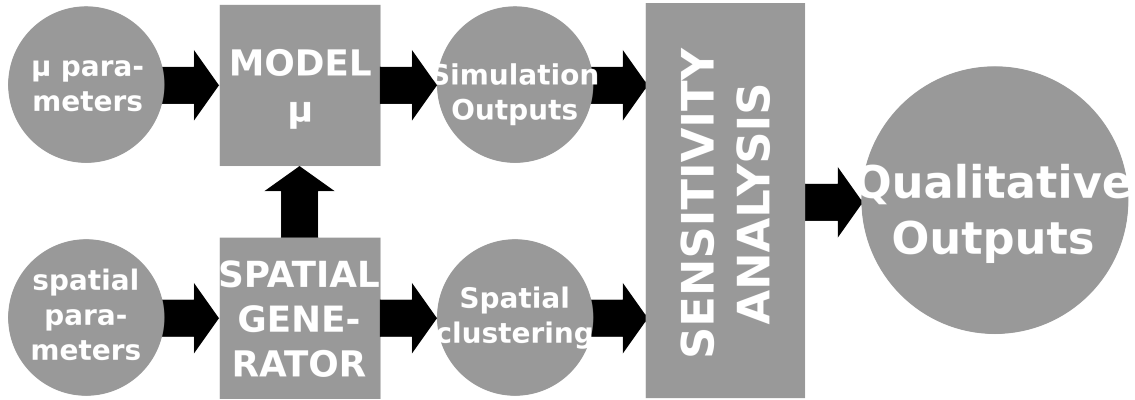 µ para-
meters
MODEL
µ
Simulation
Outputs
spatial
para-
meters
SPATIAL
GENE-
RATOR
Spatial
clustering
SENSITIVITY
ANALYSIS
Qualitative
Outputs